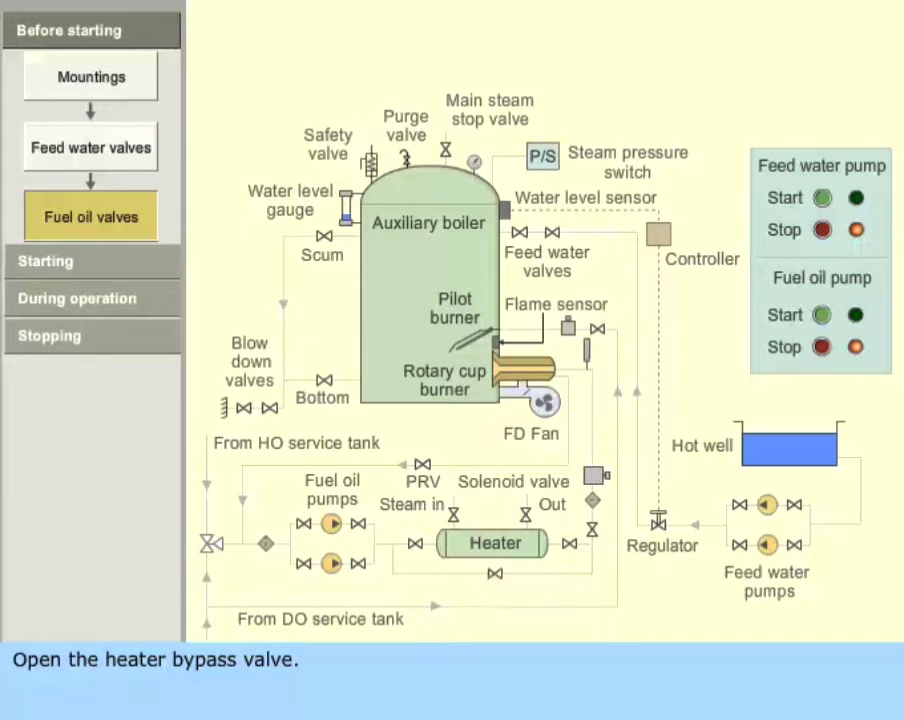 Before starting
Mountings
Feed water valves
Fuel oil valves
Starting
During operation
Stopping
Main steam
stop valve
Purge
valve
Safety
valve
P/S
Steam pressure
switch
Water level
gauge
Water level sensor
Auxiliary boiler
Scum
Feed water
valves
Controller
Pilot
burner
Flame sensor
Blow
down
valves
Rotary cup
burner
Bottom
FD Fan
From HO service tank
PRV
Fuel oil
pumps
Solenoid valve
Steam in
Out
Heater
Hot well
Regulator
Feed water
pumps
From DO service tank
Feed water pump
Start
Stop
Fuel oil pump
Start
Stop
Open the heater bypass valve.